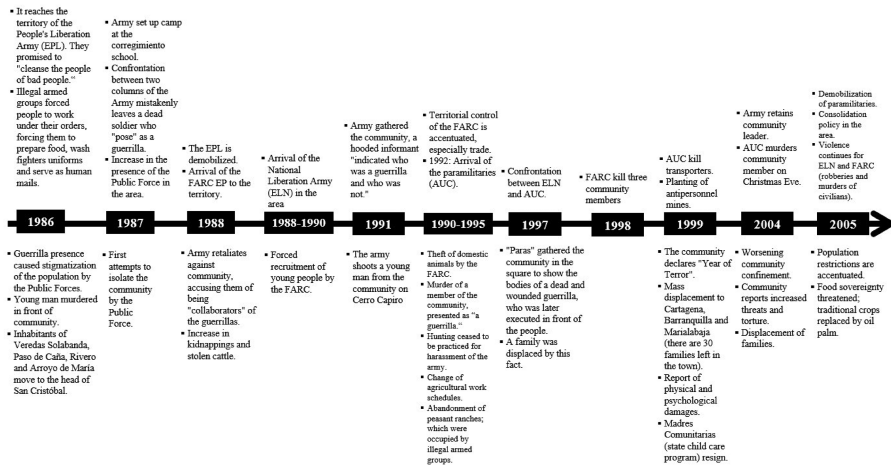 ▪ It reaches the
territory of the
People's Liberation
Army (EPL). They
promised to
"cleanse the people
of bad people."
▪ Illegal armed
groups forced
people to work
under their orders,
forcing them to
prepare food, wash
fighters uniforms
and serve as human
mails.
▪ Army set up camp
at the
corregimiento
school.
▪ Confrontation
between two
columns of the
Army mistakenly
leaves a dead
soldier who
"pose" as a
guerrilla.
▪ Increase in the
presence of the
Public Force in
the area.
▪ The EPL is
demobilized.
▪ Arrival of the
FARC EP to the
territory.
▪ Arrival of the
National
Liberation Army
(ELN) in the
area
▪ Army gathered
the community, a
hooded informant
"indicated who
was a guerrilla
and who was
not."
▪ Territorial control
of the FARC is
accentuated,
especially trade.
▪ 1992: Arrival of
the paramilitaries
(AUC).
▪ Confrontation
between ELN
and AUC.
▪ FARC kill three
community
members
▪ AUC kill
transporters.
▪ Planting of
antipersonnel
mines.
▪ Army retains
community
leader.
▪ AUC murders
community
member on
Christmas Eve.
▪ Demobilization
of paramilitaries.
▪ Consolidation
policy in the
area.
▪ Violence
continues for
ELN and FARC
(robberies and
murders of
civilians).
1986
1987
1988
1988-1990
1991
1990-1995
1997
1998
1999
2004
2005
▪ Guerrilla presence
caused stigmatization
of the population by
the Public Forces.
▪ Young man murdered
in front of
community.
▪ Inhabitants of
Veredas Solabanda,
Paso de Caña, Rivero
and Arroyo de María
move to the head of
San Cristóbal.
▪ First
attempts to
isolate the
community
by the
Public
Force.
▪ Army retaliates
against
community,
accusing them of
being
"collaborators" of
the guerrillas.
▪ Increase in
kidnappings and
stolen cattle.
▪ Forced
recruitment of
young people by
the FARC.
▪ The army
shoots a young
man from the
community on
Cerro Capiro
▪ Theft of domestic
animals by the
FARC.
▪ Murder of a
member of the
community,
presented as "a
guerrilla."
▪ Hunting ceased to
be practiced for
harassment of the
army.
▪ Change of
agricultural work
schedules.
▪ Abandonment of
peasant ranches;
which were
occupied by
illegal armed
groups.
▪ "Paras" gathered the
community in the
square to show the
bodies of a dead and
wounded guerrilla,
who was later
executed in front of
the people.
▪ A family was
displaced by this
fact.
▪ The community
declares "Year of
Terror".
▪ Mass
displacement to
Cartagena,
Barranquilla and
Marialabaja
(there are 30
families left in
the town).
▪ Report of
physical and
psychological
damages.
▪ Madres
Comunitarias
(state child care
program) resign.
▪ Worsening
community
confinement.
▪ Community
reports increased
threats and
torture.
▪ Displacement of
families.
▪ Population
restrictions are
accentuated.
▪ Food sovereignty
threatened;
traditional crops
replaced by oil
palm.